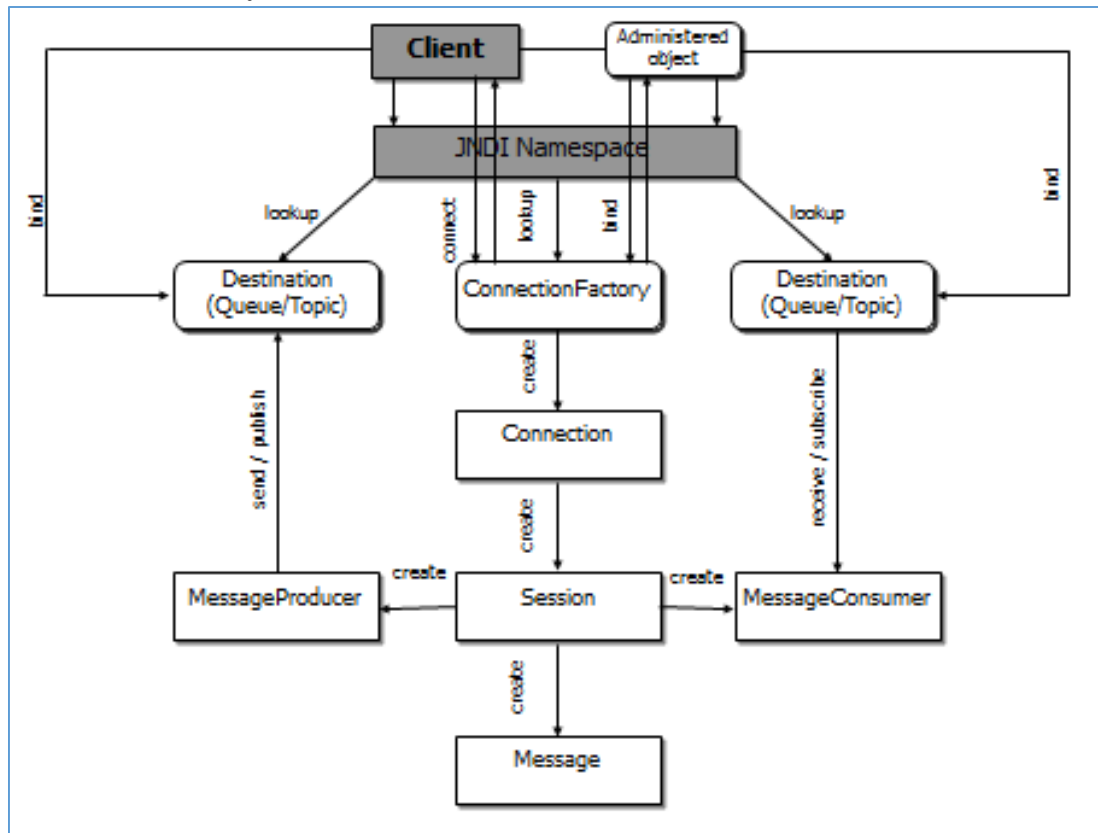 Client
Administered
object
JNDI Namespace
bind
lookup
connect
lookup
bind
lookup
bind
Destination
(Queue/Topic)
ConnectionFactory
Destination
(Queue/Topic)
create
send / publish
Connection
receive / subscribe
create
MessageProducer
create
Session
create
MessageConsumer
create
Message